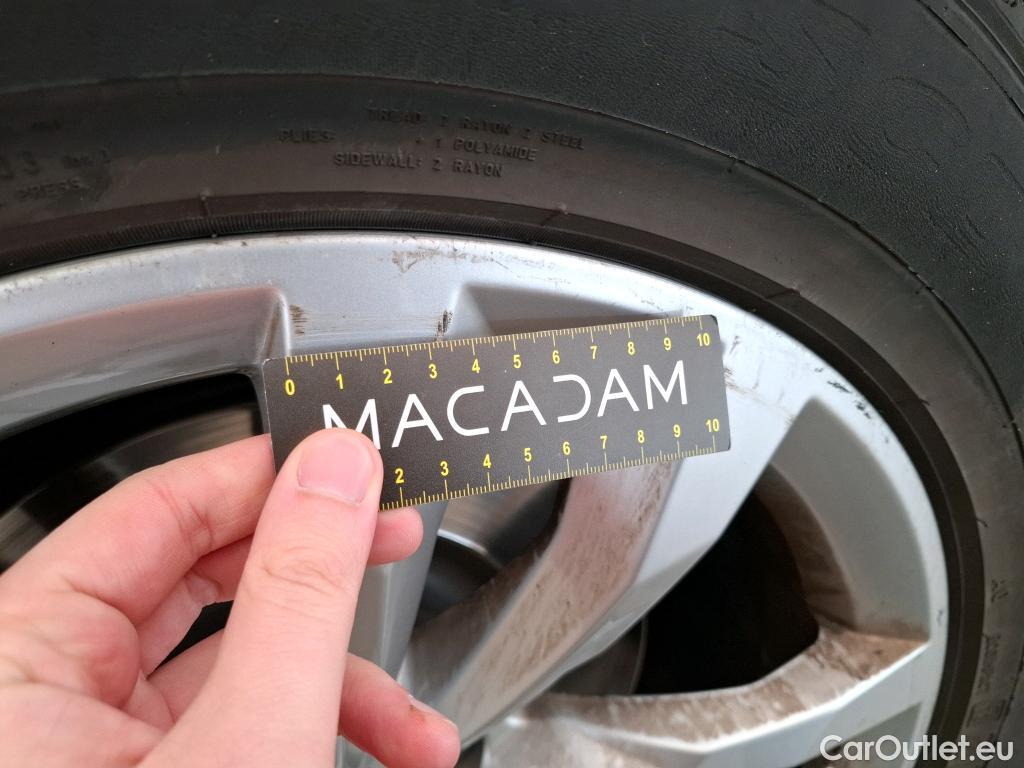 TREAD: 2 RAYON 2 STEEL
PLIES: + 1 POLYAMIDE
SIDEWALL: 2 RAYON
PRESS.
0 1 2 3 4 5 6 7 8 9 10
MACADAM
2 3 4 5 6 7 8 9 10
CarOutlet.eu